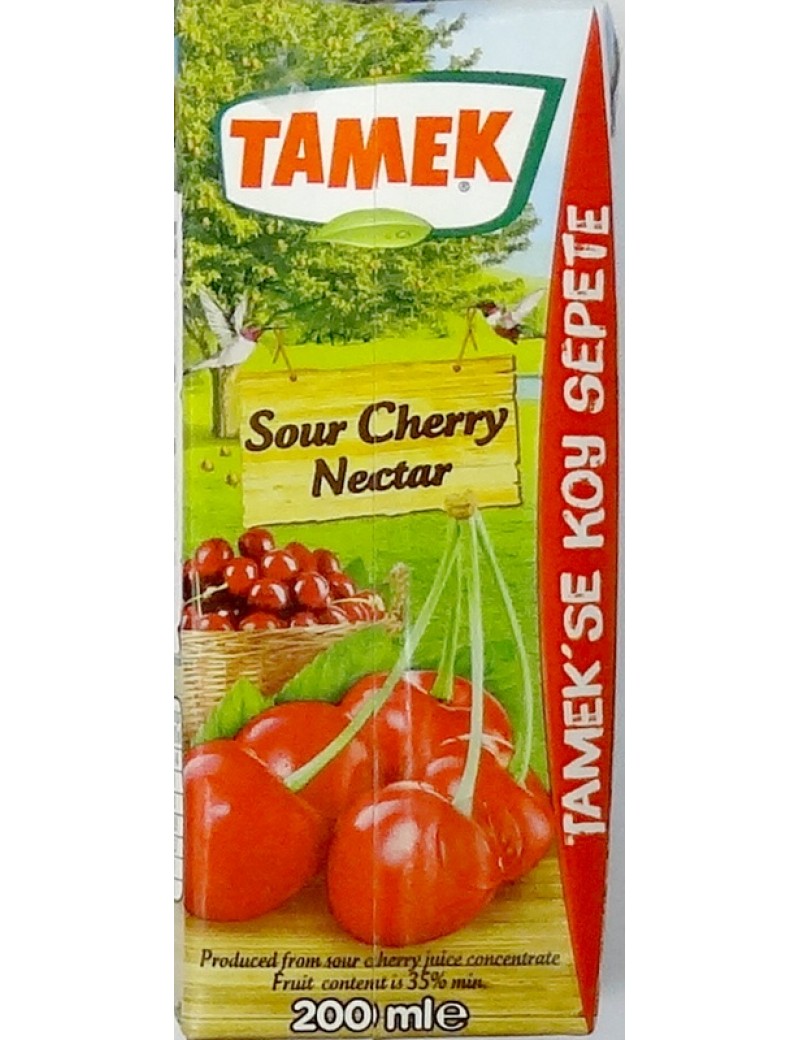 TAMEK
®
Sour Cherry
Nectar
TAMEK'SE KOY SEPETE
Produced from sour cherry juice concentrate
Fruit content is 35% min.
200 ml e